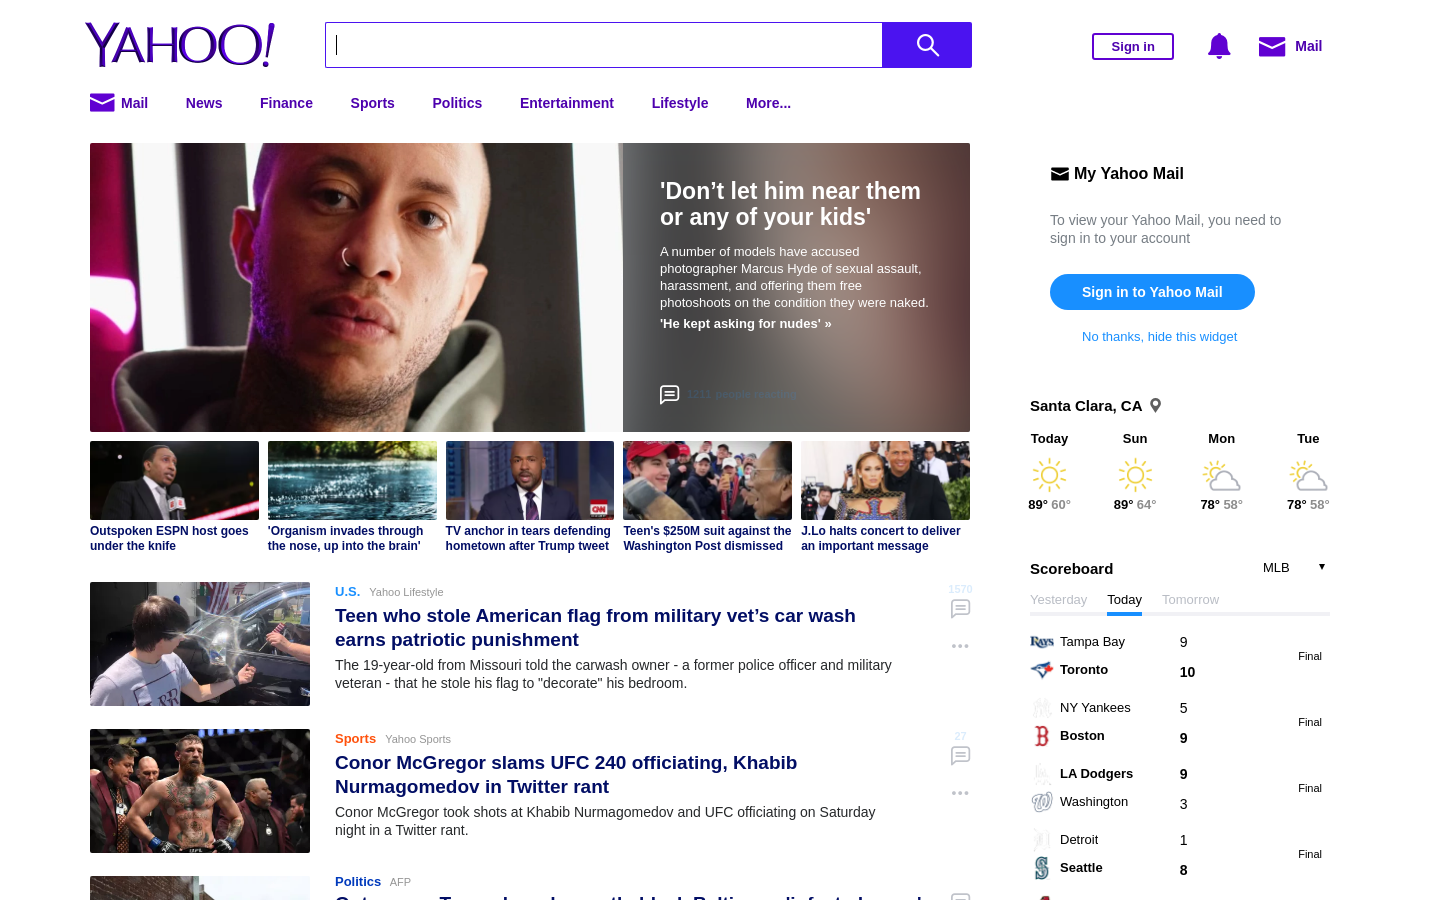 YAHOO!
Sign in
Mail
Mail News Finance Sports Politics Entertainment Lifestyle More...
'Don’t let him near them
or any of your kids'
A number of models have accused
photographer Marcus Hyde of sexual assault,
harassment, and offering them free
photoshoots on the condition they were naked.
'He kept asking for nudes' »
1211 people reacting
Outspoken ESPN host goes
under the knife
'Organism invades through
the nose, up into the brain'
CNN
TV anchor in tears defending
hometown after Trump tweet
Teen's $250M suit against the
Washington Post dismissed
J.Lo halts concert to deliver
an important message
U.S. Yahoo Lifestyle
1570
Teen who stole American flag from military vet’s car wash
earns patriotic punishment
The 19-year-old from Missouri told the carwash owner - a former police officer and military
veteran - that he stole his flag to "decorate" his bedroom.
Sports Yahoo Sports
27
Conor McGregor slams UFC 240 officiating, Khabib
Nurmagomedov in Twitter rant
Conor McGregor took shots at Khabib Nurmagomedov and UFC officiating on Saturday
night in a Twitter rant.
Politics AFP
My Yahoo Mail
To view your Yahoo Mail, you need to
sign in to your account
Sign in to Yahoo Mail
No thanks, hide this widget
Santa Clara, CA
Today Sun Mon Tue
89° 60° 89° 64° 78° 58° 78° 58°
Scoreboard MLB
Yesterday Today Tomorrow
Tampa Bay 9
Final
Toronto 10
NY Yankees 5
Final
Boston 9
LA Dodgers 9
Final
Washington 3
Detroit 1
Final
Seattle 8